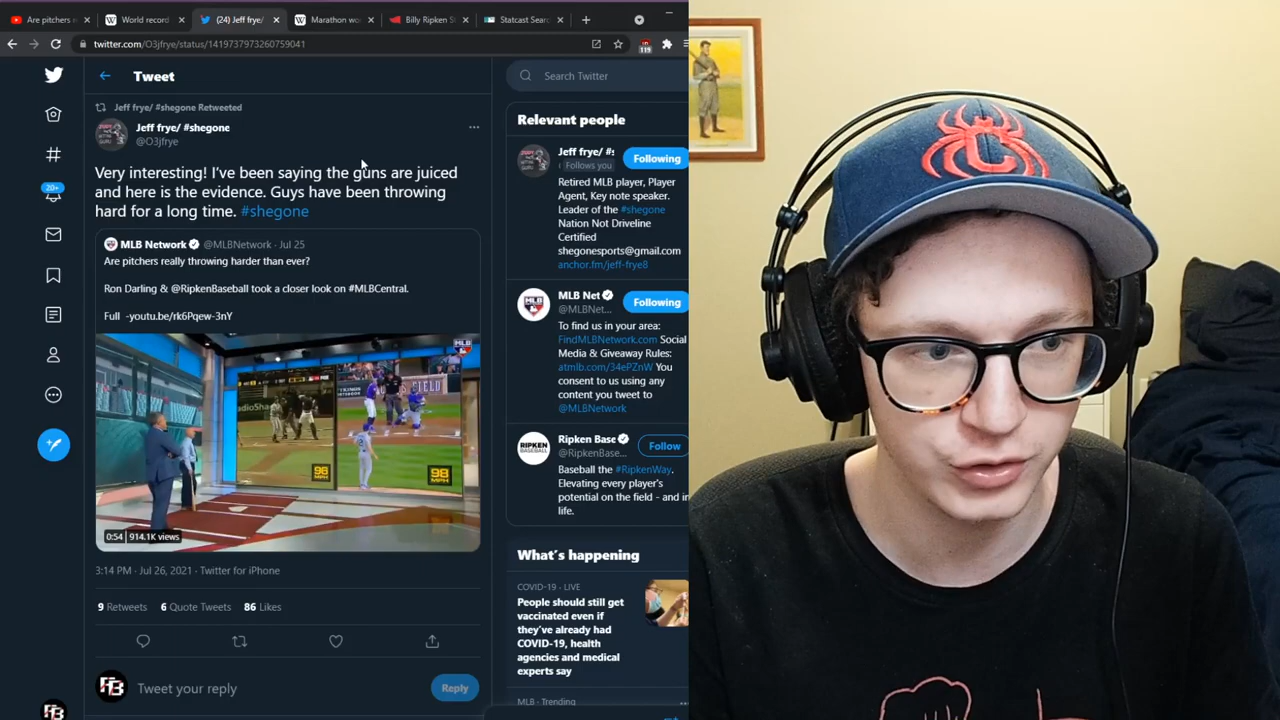 Are pitchers r
World record
(24) Jeff frye/
Marathon wo
Billy Ripken St
Statcast Searc
twitter.com/O3jfrye/status/1419737973260759041
119
Tweet
Search Twitter
Jeff frye/ #shegone Retweeted
Jeff frye/ #shegone
@O3jfrye
Very interesting! I've been saying the guns are juiced
and here is the evidence. Guys have been throwing
hard for a long time. #shegone
MLB Network @MLBNetwork · Jul 25
Are pitchers really throwing harder than ever?
Ron Darling & @RipkenBaseball took a closer look on #MLBCentral.
Full -youtu.be/rk6Pqew-3nY
MLB
98
MPH
98
MPH
0:54 914.1K views
3:14 PM · Jul 26, 2021 · Twitter for iPhone
9 Retweets 6 Quote Tweets 86 Likes
Tweet your reply
Reply
20+
Relevant people
Jeff frye/ #s
Follows you
Following
Retired MLB player, Player
Agent, Key note speaker.
Leader of the #shegone
Nation Not Driveline
Certified
shegonesports@gmail.com
anchor.fm/jeff-frye8
MLB Net
@MLBNet...
Following
To find us in your area:
FindMLBNetwork.com Social
Media & Giveaway Rules:
atmlb.com/34ePZnW You
consent to us using any
content you tweet to
@MLBNetwork
Ripken Base
@RipkenBase...
Follow
RIPKEN
BASEBALL
Baseball the #RipkenWay.
Elevating every player's
potential on the field - and in
life.
What's happening
COVID-19 · LIVE
People should still get
vaccinated even if
they've already had
COVID-19, health
agencies and medical
experts say
MLB · Trending
C